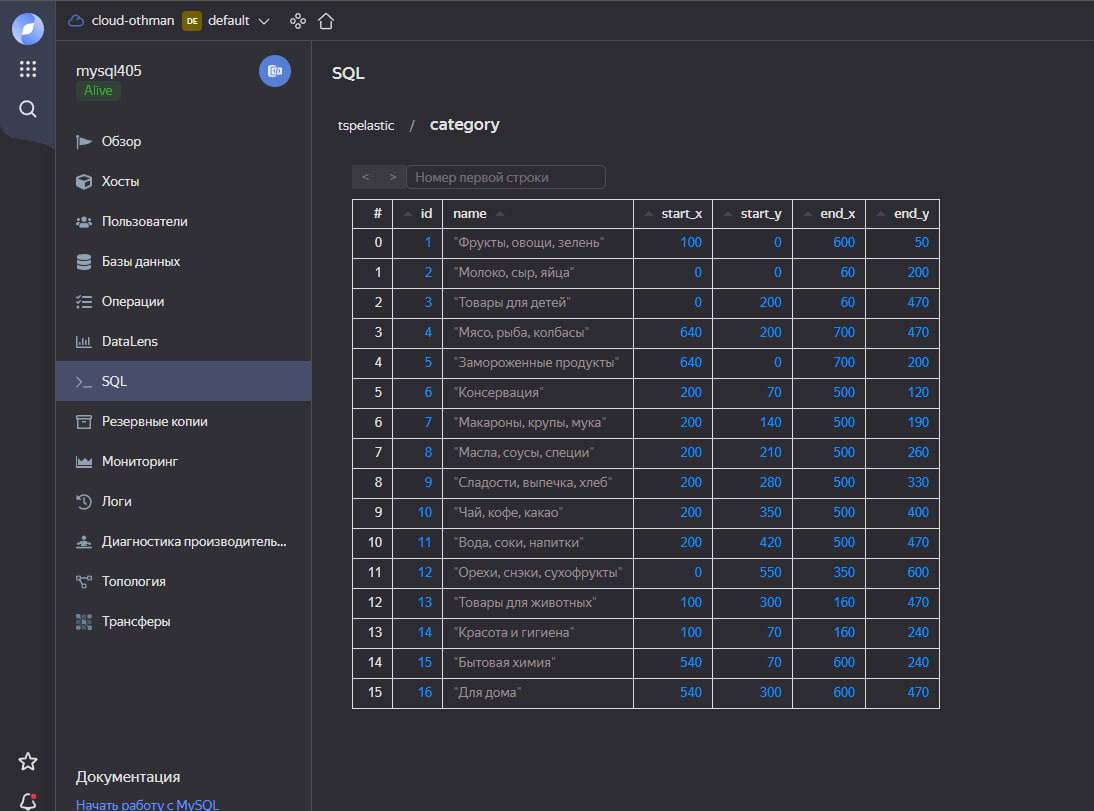 cloud-othman DE default
mysql405
Alive
Обзор
Хосты
Пользователи
Базы данных
Операции
DataLens
SQL
Резервные копии
Мониторинг
Логи
Диагностика производитель...
Топология
Трансферы
Документация
Начать работу с MySQL
SQL
tspelastic / category
< > Номер первой строки
# id name start_x start_y end_x end_y
0 1 "Фрукты, овощи, зелень" 100 0 600 50
1 2 "Молоко, сыр, яйца" 0 0 60 200
2 3 "Товары для детей" 0 200 60 470
3 4 "Мясо, рыба, колбасы" 640 200 700 470
4 5 "Замороженные продукты" 640 0 700 200
5 6 "Консервация" 200 70 500 120
6 7 "Макароны, крупы, мука" 200 140 500 190
7 8 "Масла, соусы, специи" 200 210 500 260
8 9 "Сладости, выпечка, хлеб" 200 280 500 330
9 10 "Чай, кофе, какао" 200 350 500 400
10 11 "Вода, соки, напитки" 200 420 500 470
11 12 "Орехи, снэки, сухофрукты" 0 550 350 600
12 13 "Товары для животных" 100 300 160 470
13 14 "Красота и гигиена" 100 70 160 240
14 15 "Бытовая химия" 540 70 600 240
15 16 "Для дома" 540 300 600 470